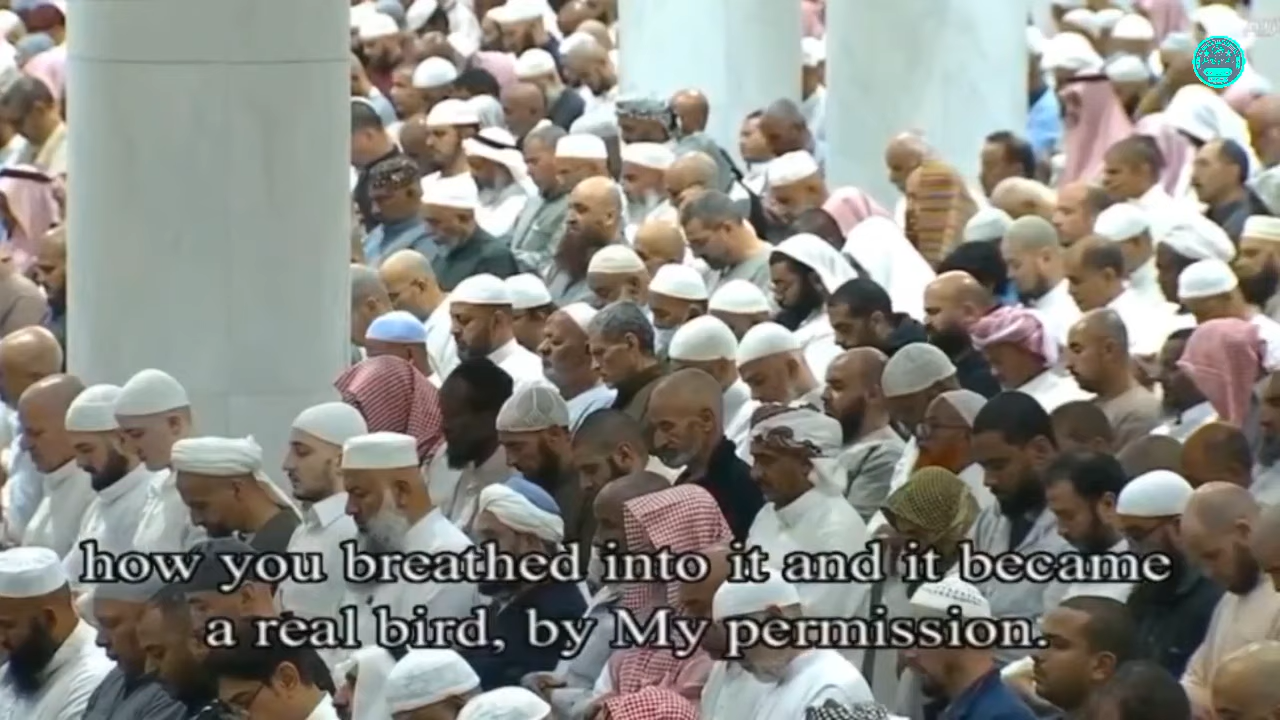 how you breathed into it and it became
a real bird, by My permission.